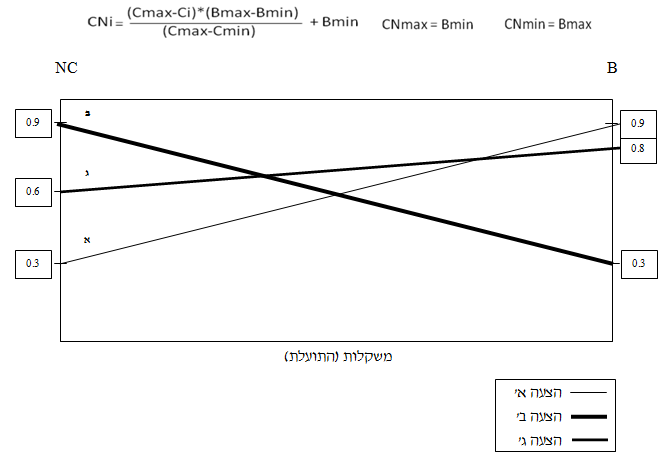 CNi = (Cmax-Ci)*(Bmax-Bmin) / (Cmax-Cmin) + Bmin CNmax = Bmin CNmin = Bmax
NC B
ב
0.9 0.9
0.8
ג
0.6
א
0.3 0.3
משקלות (התועלת)
הצעה א'
הצעה ב'
הצעה ג'